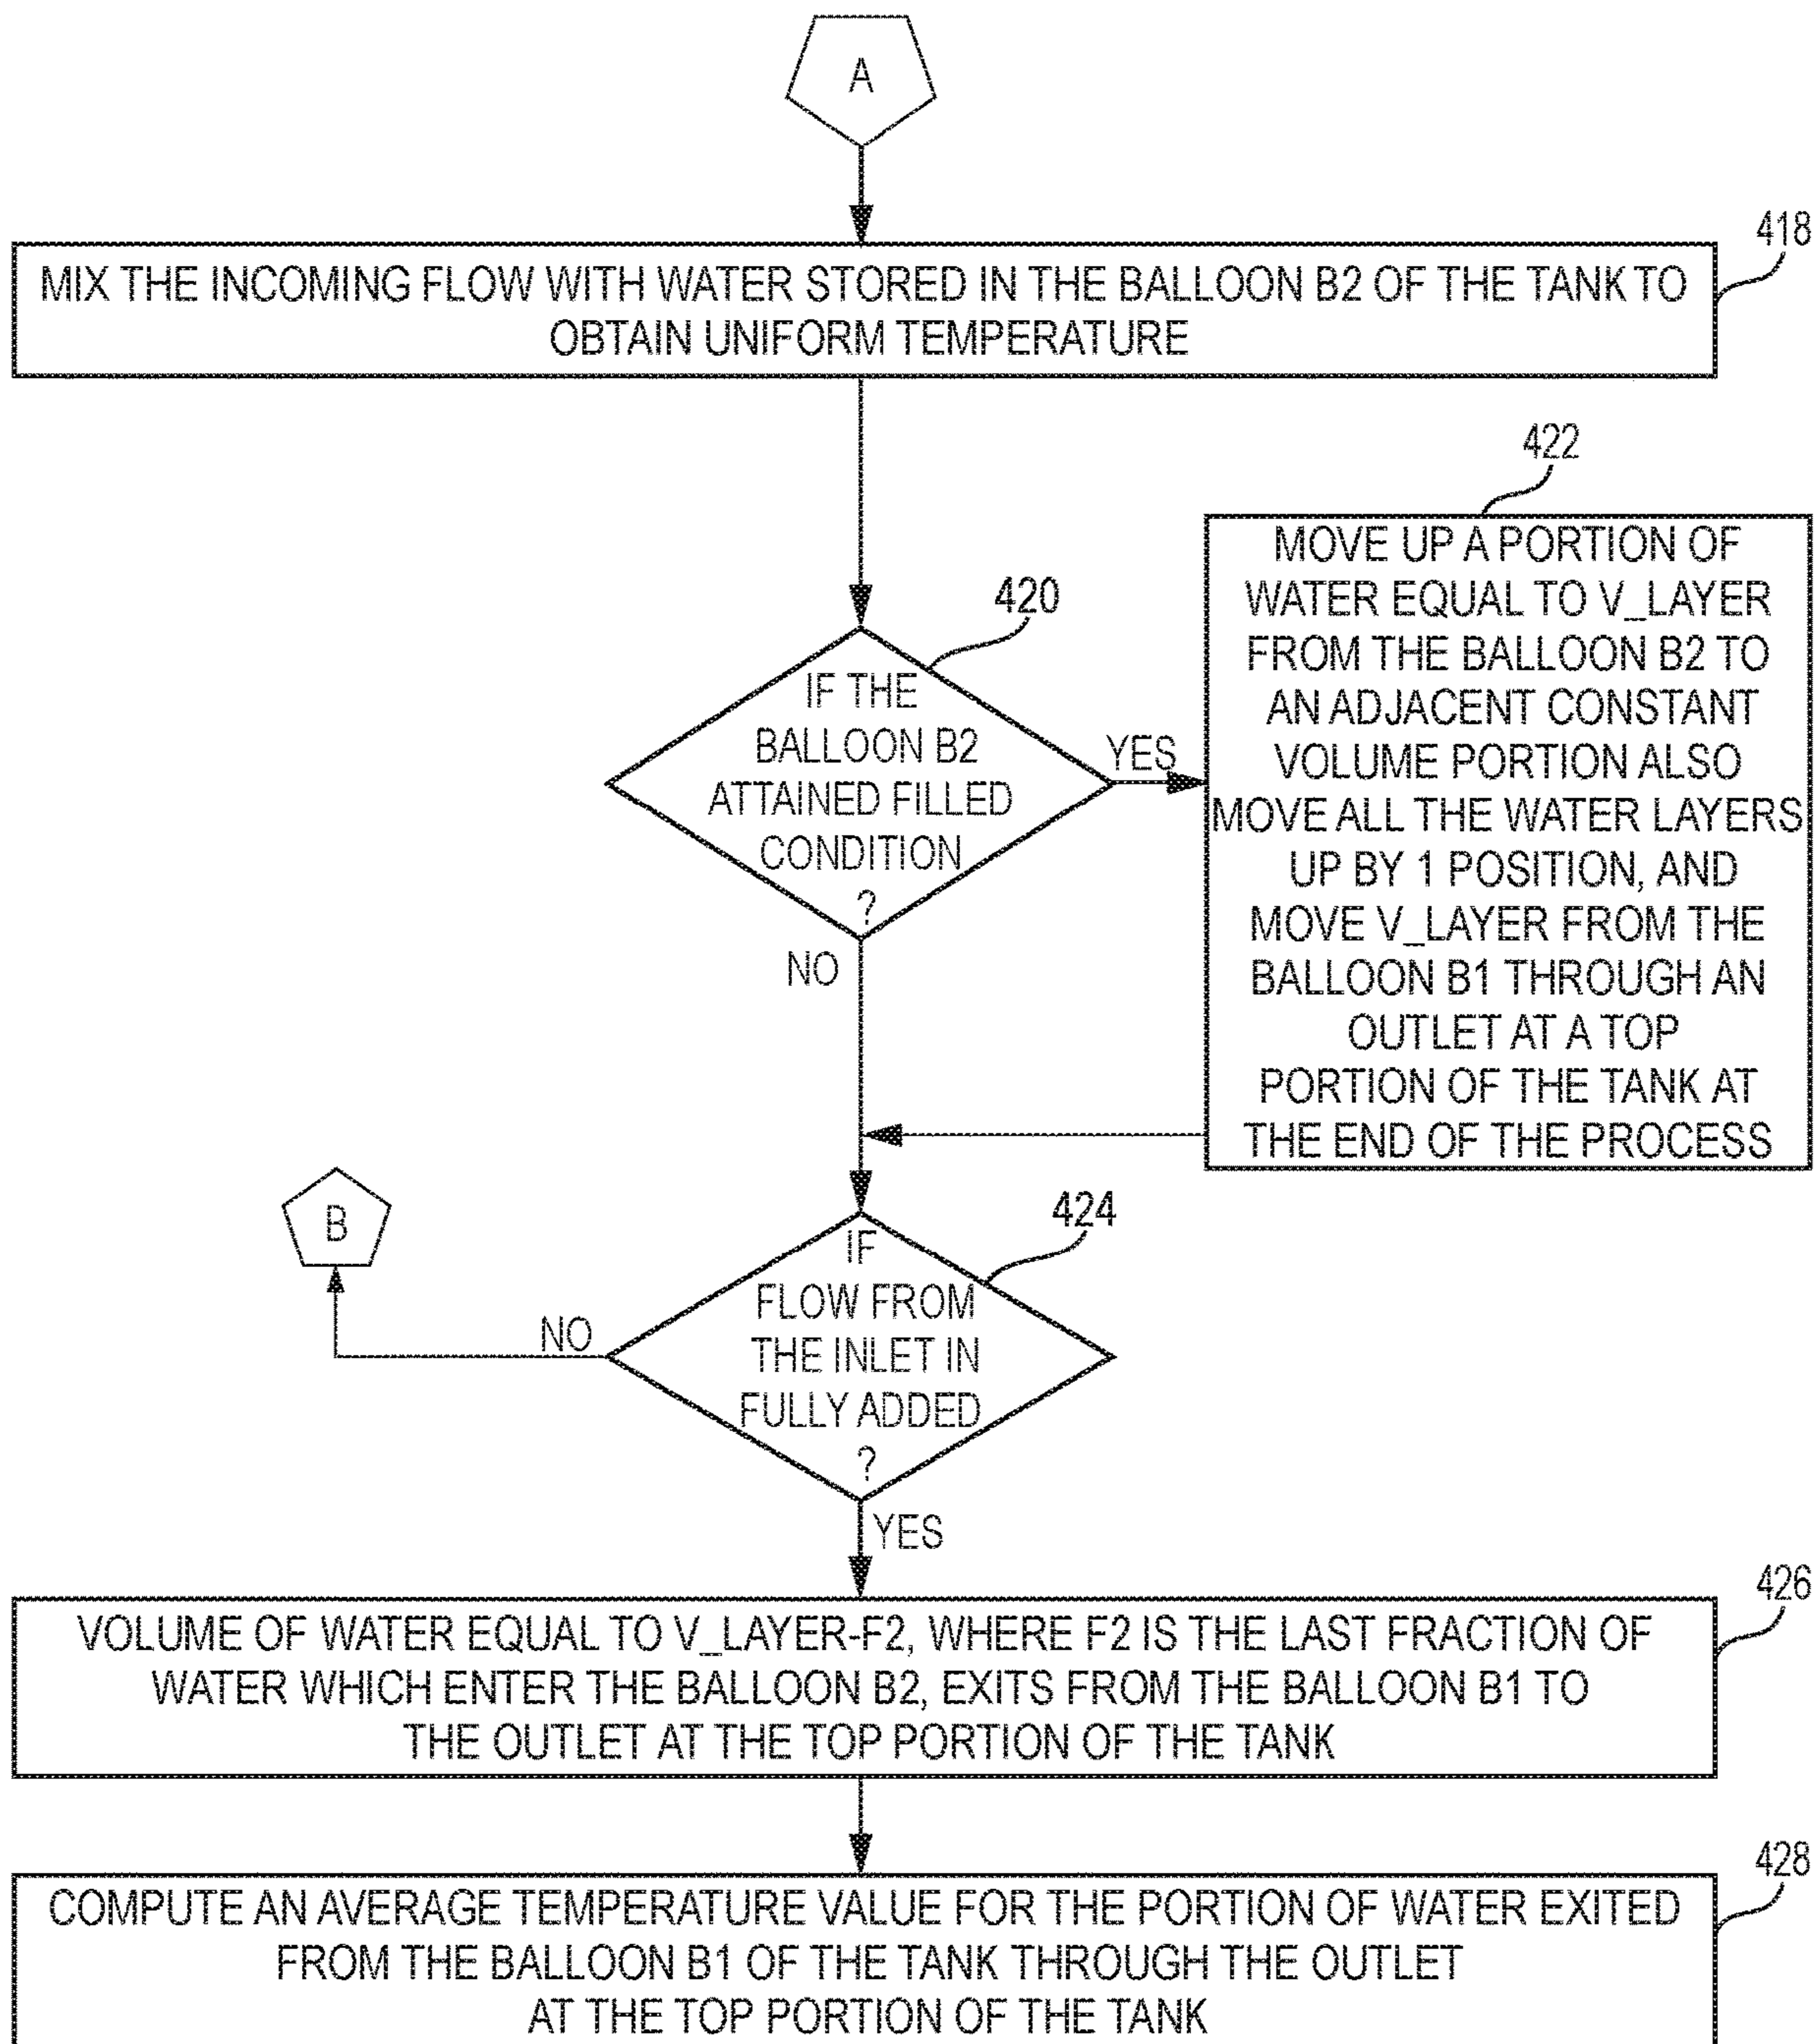 A
418
MIX THE INCOMING FLOW WITH WATER STORED IN THE BALLOON B2 OF THE TANK TO
OBTAIN UNIFORM TEMPERATURE
422
MOVE UP A PORTION OF
WATER EQUAL TO V_LAYER
FROM THE BALLOON B2 TO
AN ADJACENT CONSTANT
VOLUME PORTION ALSO
MOVE ALL THE WATER LAYERS
UP BY 1 POSITION, AND
MOVE V_LAYER FROM THE
BALLOON B1 THROUGH AN
OUTLET AT A TOP
PORTION OF THE TANK AT
THE END OF THE PROCESS
420
IF THE
BALLOON B2
ATTAINED FILLED
CONDITION
?
YES
NO
B
424
IF
FLOW FROM
THE INLET IN
FULLY ADDED
?
NO
YES
426
VOLUME OF WATER EQUAL TO V_LAYER-F2, WHERE F2 IS THE LAST FRACTION OF
WATER WHICH ENTER THE BALLOON B2, EXITS FROM THE BALLOON B1 TO
THE OUTLET AT THE TOP PORTION OF THE TANK
428
COMPUTE AN AVERAGE TEMPERATURE VALUE FOR THE PORTION OF WATER EXITED
FROM THE BALLOON B1 OF THE TANK THROUGH THE OUTLET
AT THE TOP PORTION OF THE TANK